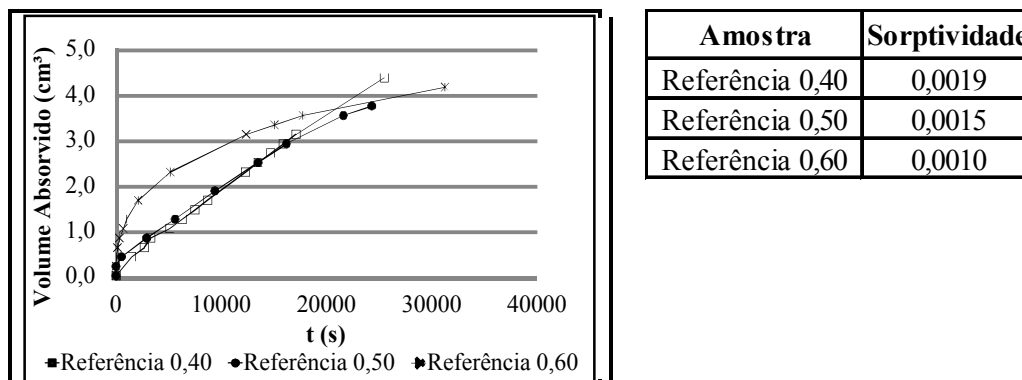 5,0
4,0
3,0
2,0
1,0
0,0
Volume Absorvido (cm³)
0 10000 20000 30000 40000
t (s)
Referência 0,40 Referência 0,50 Referência 0,60
Amostra Sorptividade
Referência 0,40 0,0019
Referência 0,50 0,0015
Referência 0,60 0,0010